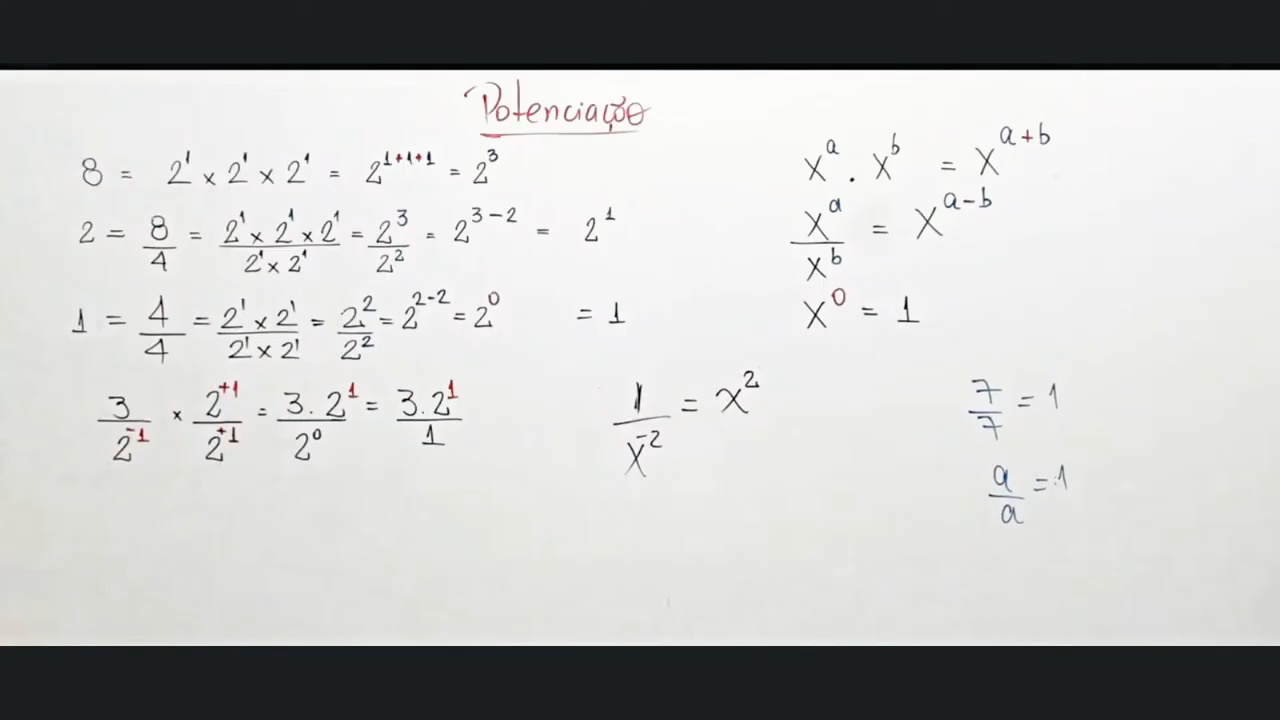 Potenciação
8 = 2¹ × 2¹ × 2¹ = 2¹⁺¹⁺¹ = 2³
2 = 8/4 = (2¹ × 2¹ × 2¹)/(2¹ × 2¹) = 2³/2² = 2³⁻² = 2¹
1 = 4/4 = (2¹ × 2¹)/(2¹ × 2¹) = 2²/2² = 2²⁻² = 2⁰ = 1
3/2⁻¹ × 2⁺¹/2⁺¹ = (3 . 2¹)/2⁰ = (3 . 2¹)/1
1/x⁻² = x²
xᵃ . xᵇ = xᵃ⁺ᵇ
xᵃ/xᵇ = xᵃ⁻ᵇ
x⁰ = 1
7/7 = 1
a/a = 1